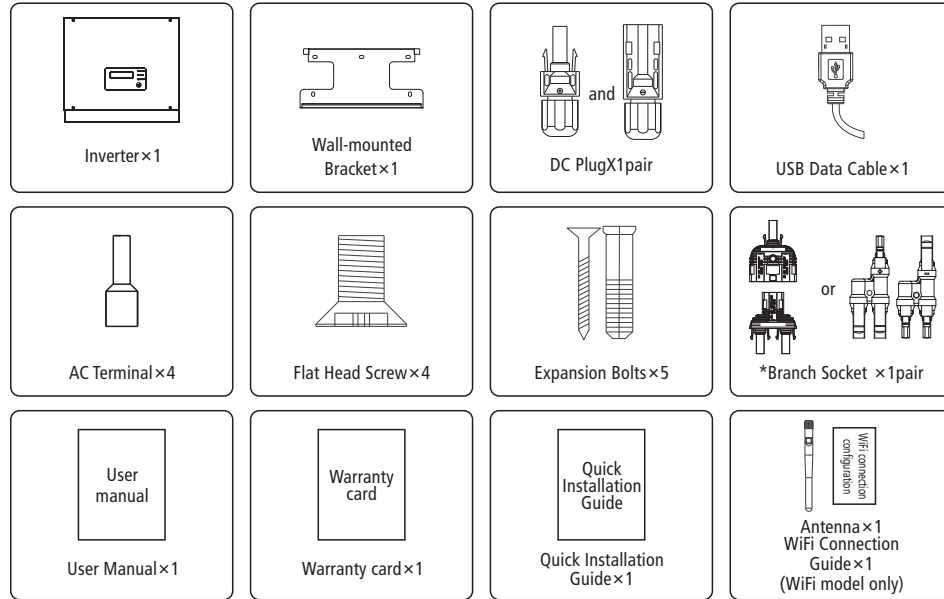 Inverter×1
Wall-mounted
Bracket×1
and
DC PlugX1pair
USB Data Cable×1
AC Terminal×4
Flat Head Screw×4
Expansion Bolts×5
or
*Branch Socket ×1pair
User
manual
User Manual×1
Warranty
card
Warranty card×1
Quick
Installation
Guide
Quick Installation
Guide×1
WiFi connection
configuration
Antenna×1
WiFi Connection
Guide×1
(WiFi model only)